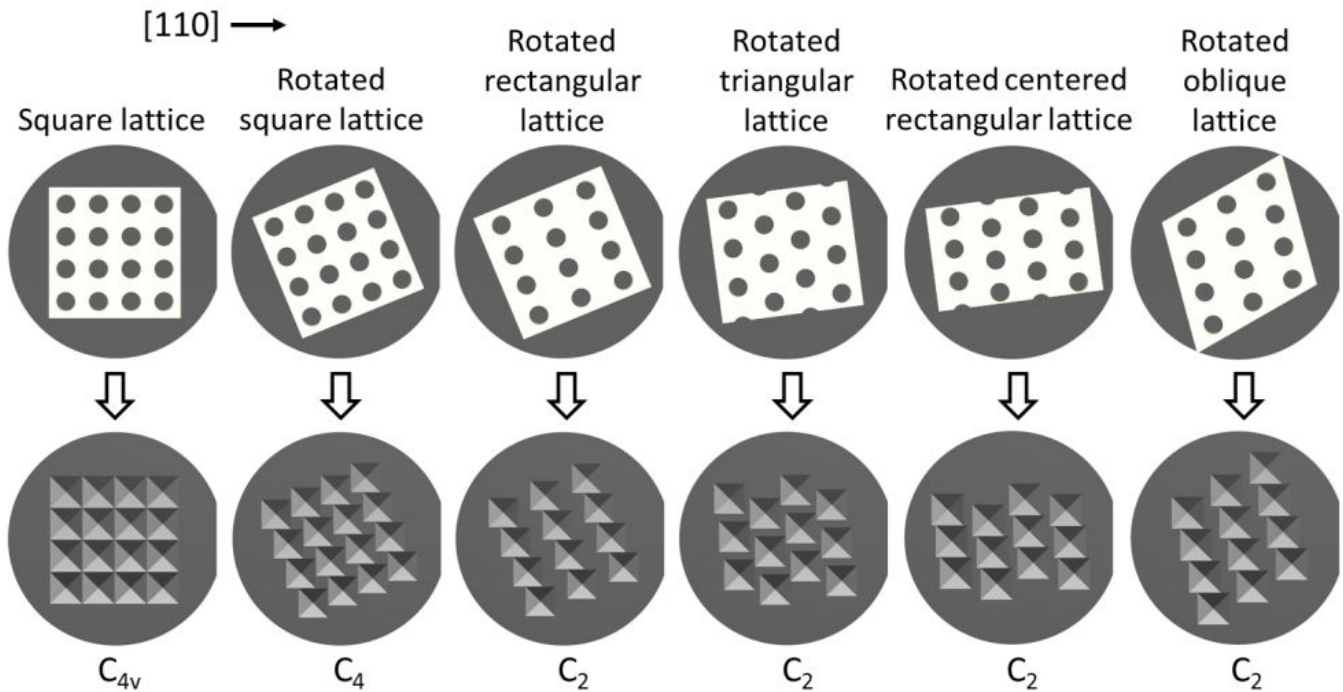 [110]
Square lattice
Rotated
square lattice
Rotated
rectangular
lattice
Rotated
triangular
lattice
Rotated centered
rectangular lattice
Rotated
oblique
lattice
C4v
C4
C2
C2
C2
C2